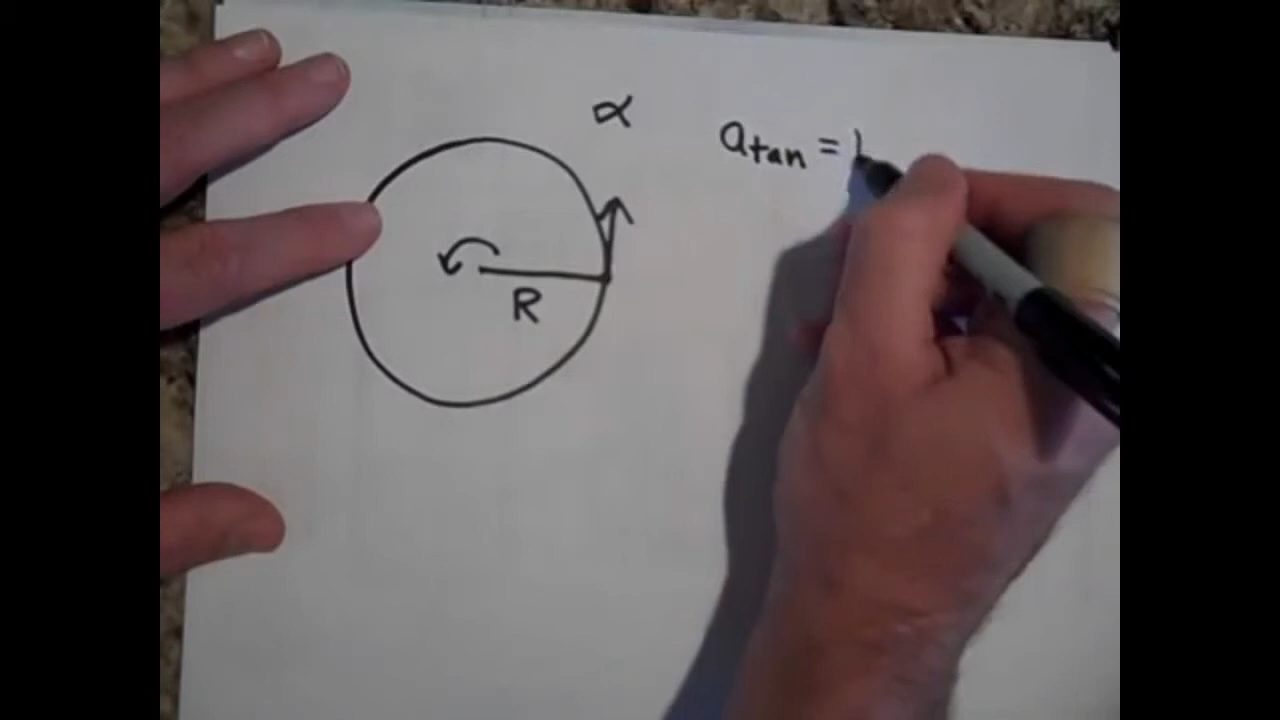 α
a_tan =
R